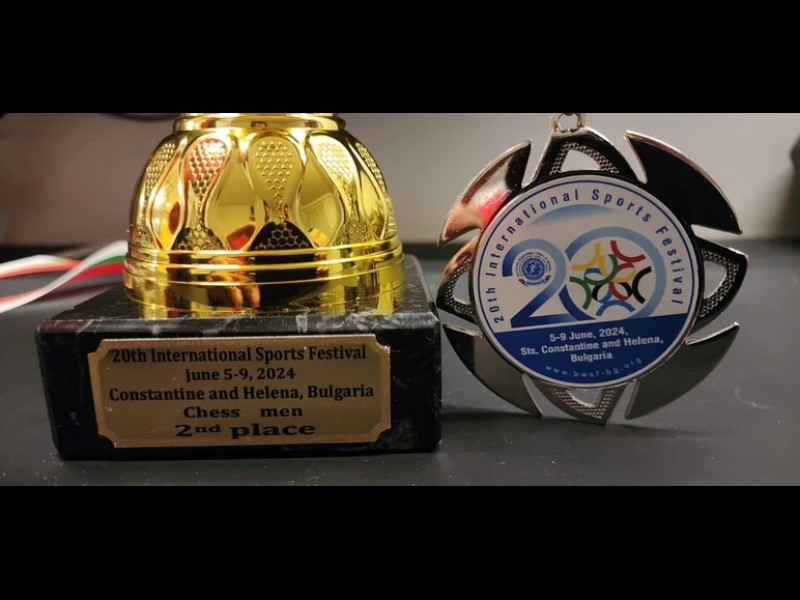 20th International Sports Festival
june 5-9, 2024
Constantine and Helena, Bulgaria
Chess men
2nd place
20th International Sports Festival
20
5-9 June, 2024,
Sts. Constantine and Helena,
Bulgaria
www.bwsf-bg.org